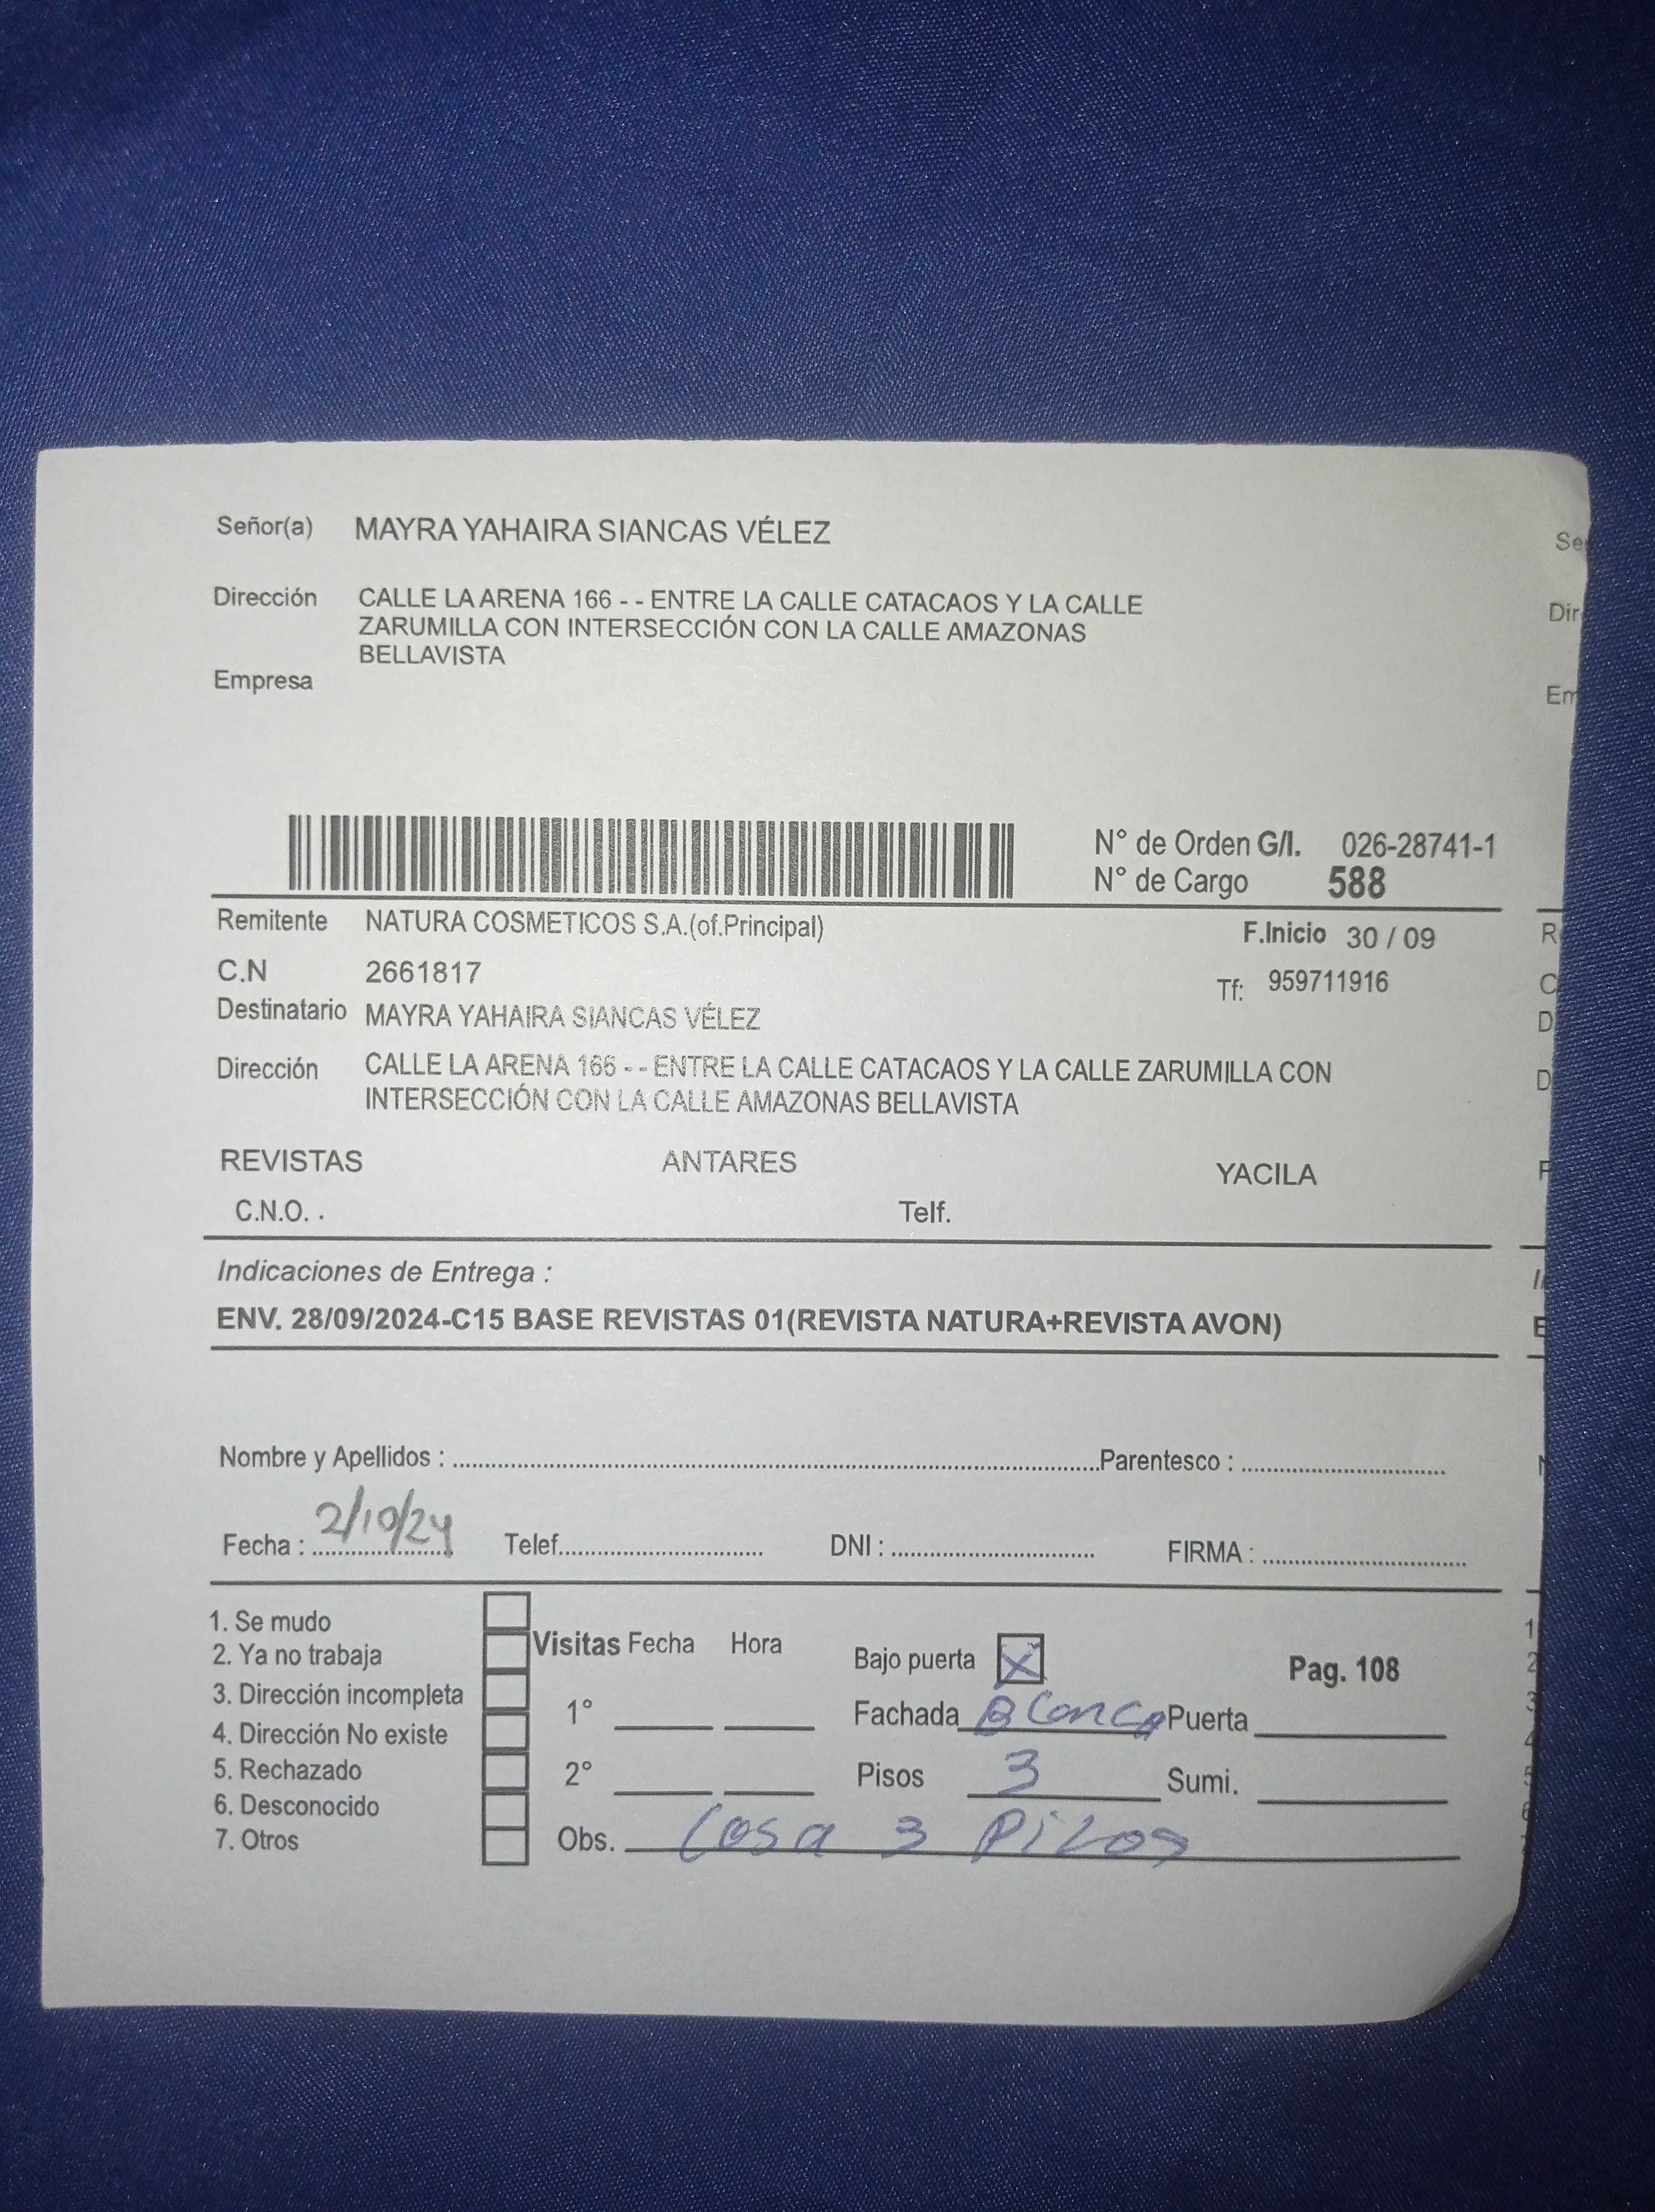 Señor(a) MAYRA YAHAIRA SIANCAS VÉLEZ
Dirección CALLE LA ARENA 166 - - ENTRE LA CALLE CATACAOS Y LA CALLE
ZARUMILLA CON INTERSECCIÓN CON LA CALLE AMAZONAS
BELLAVISTA
Empresa
N° de Orden G/I. 026-28741-1
N° de Cargo 588
Remitente NATURA COSMETICOS S.A.(of.Principal) F.Inicio 30 / 09
C.N 2661817 Tf: 959711916
Destinatario MAYRA YAHAIRA SIANCAS VÉLEZ
Dirección CALLE LA ARENA 166 - - ENTRE LA CALLE CATACAOS Y LA CALLE ZARUMILLA CON
INTERSECCIÓN CON LA CALLE AMAZONAS BELLAVISTA
REVISTAS ANTARES YACILA
C.N.O. . Telf.
Indicaciones de Entrega :
ENV. 28/09/2024-C15 BASE REVISTAS 01(REVISTA NATURA+REVISTA AVON)
Nombre y Apellidos : Parentesco :
Fecha : 2/10/24 Telef. DNI : FIRMA :
1. Se mudo
2. Ya no trabaja
3. Dirección incompleta
4. Dirección No existe
5. Rechazado
6. Desconocido
7. Otros
Visitas Fecha Hora
1°
2°
Bajo puerta X Pag. 108
Fachada Blanca Puerta
Pisos 3 Sumi.
Obs. Casa 3 Pisos